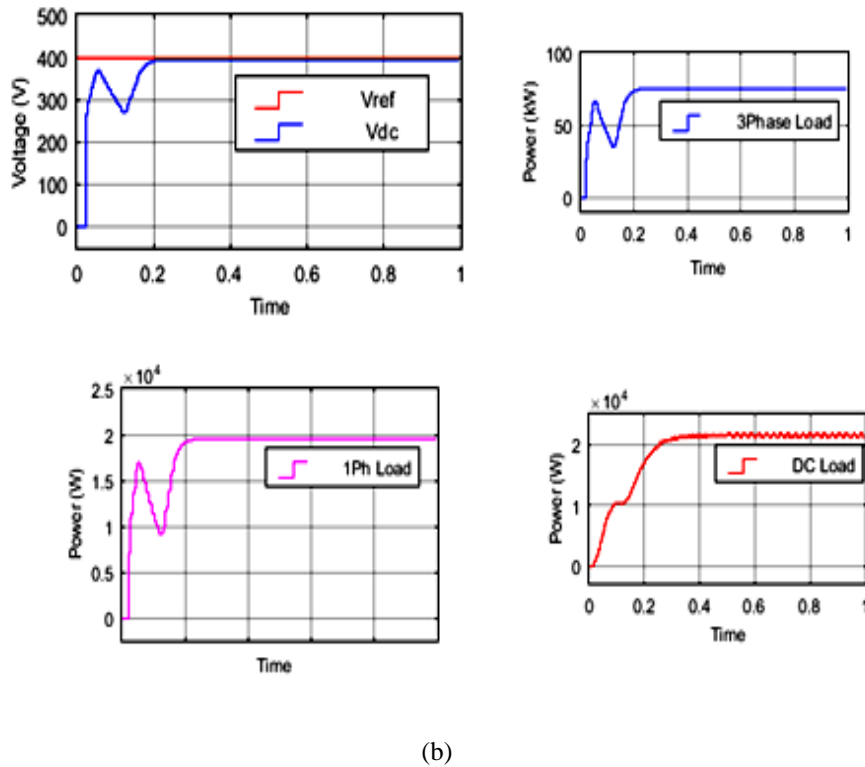 500
400
300
200
100
0
Voltage (V)
Vref
Vdc
0 0.2 0.4 0.6 0.8 1
Time
100
50
0
Power (kW)
3Phase Load
0 0.2 0.4 0.6 0.8 1
Time
×10⁴
2.5
2
1.5
1
0.5
0
Power (W)
1Ph Load
Time
×10⁴
2
1
0
Power (W)
DC Load
0 0.2 0.4 0.6 0.8 1
Time
(b)